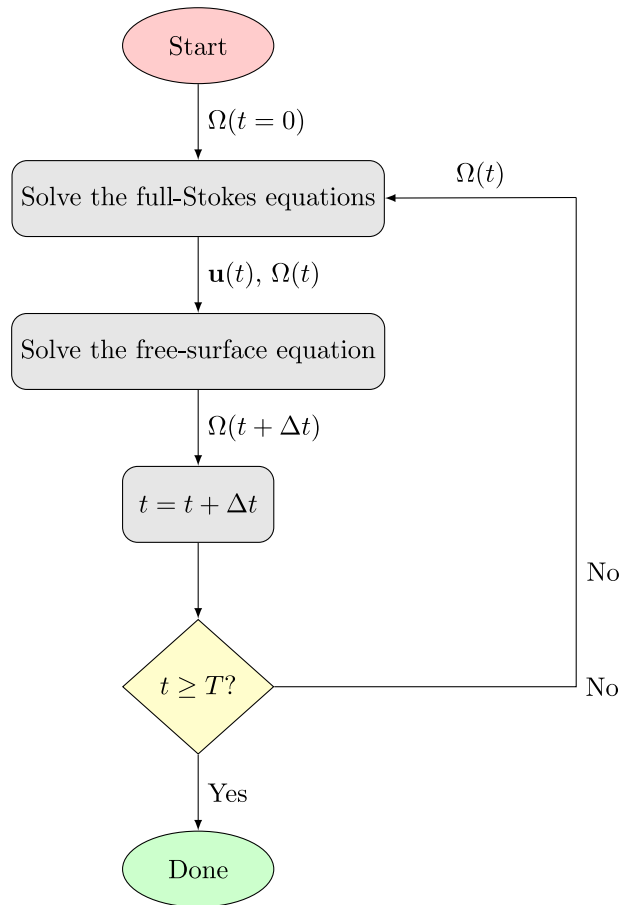 Start
Ω(t = 0)
Solve the full-Stokes equations
Ω(t)
𝐮(t), Ω(t)
Solve the free-surface equation
Ω(t + Δt)
t = t + Δt
No
t ≥ T?
No
Yes
Done